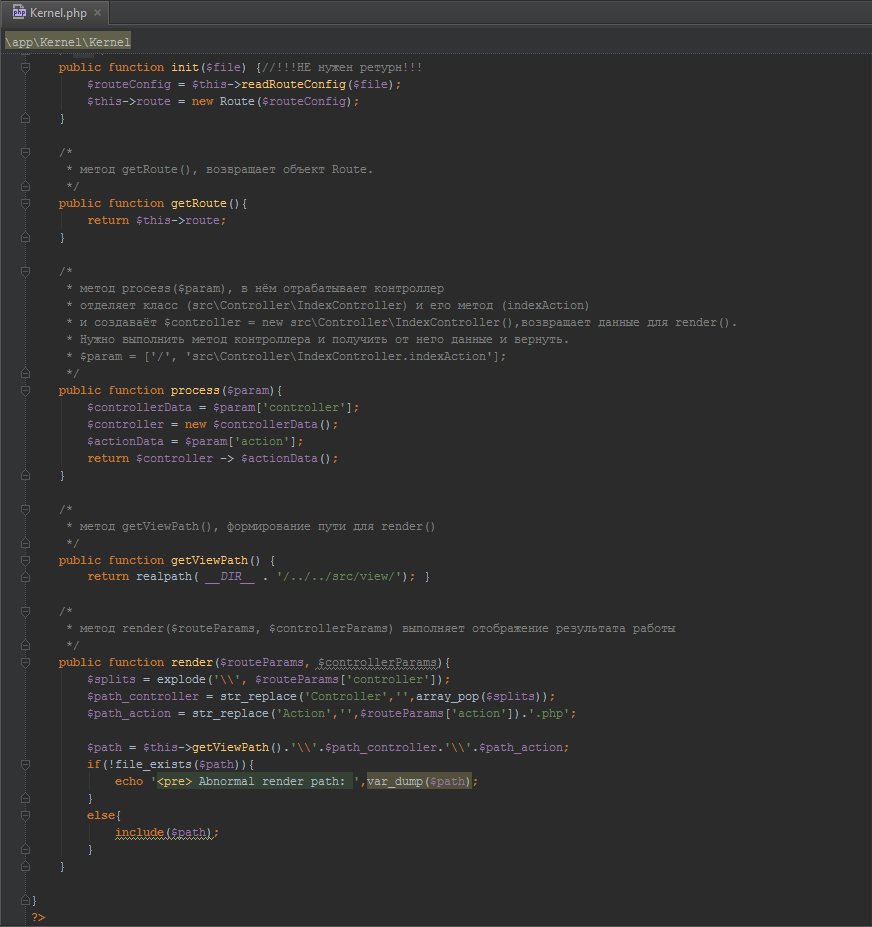 Kernel.php
\app\Kernel\Kernel
public function init($file) {//!!!НЕ нужен ретурн!!!
$routeConfig = $this->readRouteConfig($file);
$this->route = new Route($routeConfig);
}
/*
* метод getRoute(), возвращает объект Route.
*/
public function getRoute(){
return $this->route;
}
/*
* метод process($param), в нём отрабатывает контроллер
* отделяет класс (src\Controller\IndexController) и его метод (indexAction)
* и создаваёт $controller = new src\Controller\IndexController(),возвращает данные для render().
* Нужно выполнить метод контроллера и получить от него данные и вернуть.
* $param = ['/', 'src\Controller\IndexController.indexAction'];
*/
public function process($param){
$controllerData = $param['controller'];
$controller = new $controllerData();
$actionData = $param['action'];
return $controller -> $actionData();
}
/*
* метод getViewPath(), формирование пути для render()
*/
public function getViewPath() {
return realpath( __DIR__ . '/../../src/view/'); }
/*
* метод render($routeParams, $controllerParams) выполняет отображение результата работы
*/
public function render($routeParams, $controllerParams){
$splits = explode('\\', $routeParams['controller']);
$path_controller = str_replace('Controller','',array_pop($splits));
$path_action = str_replace('Action','',$routeParams['action']).'.php';
$path = $this->getViewPath().'\\'.$path_controller.'\\'.$path_action;
if(!file_exists($path)){
echo '<pre> Abnormal render path: ',var_dump($path);
}
else{
include($path);
}
}
}
?>